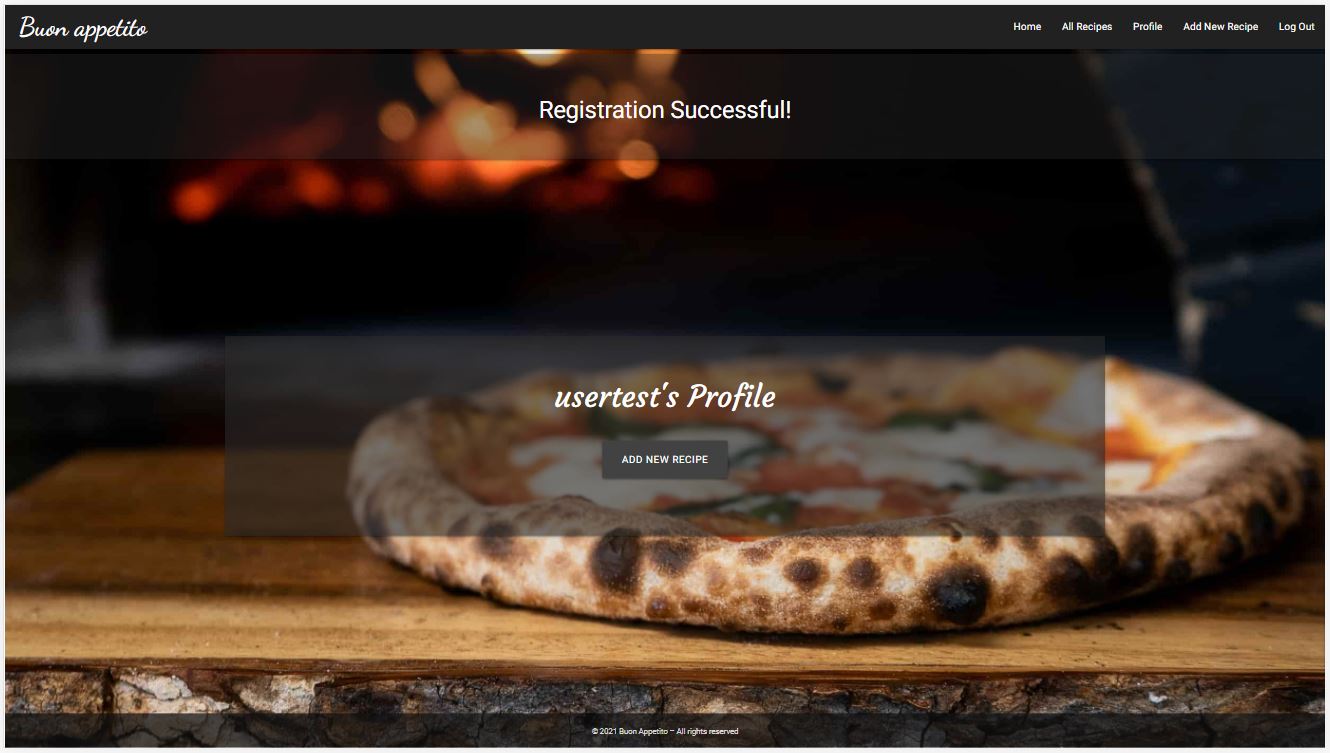 Buon appetito
Home All Recipes Profile Add New Recipe Log Out
Registration Successful!
usertest's Profile
ADD NEW RECIPE
© 2021 Buon Appetito – All rights reserved